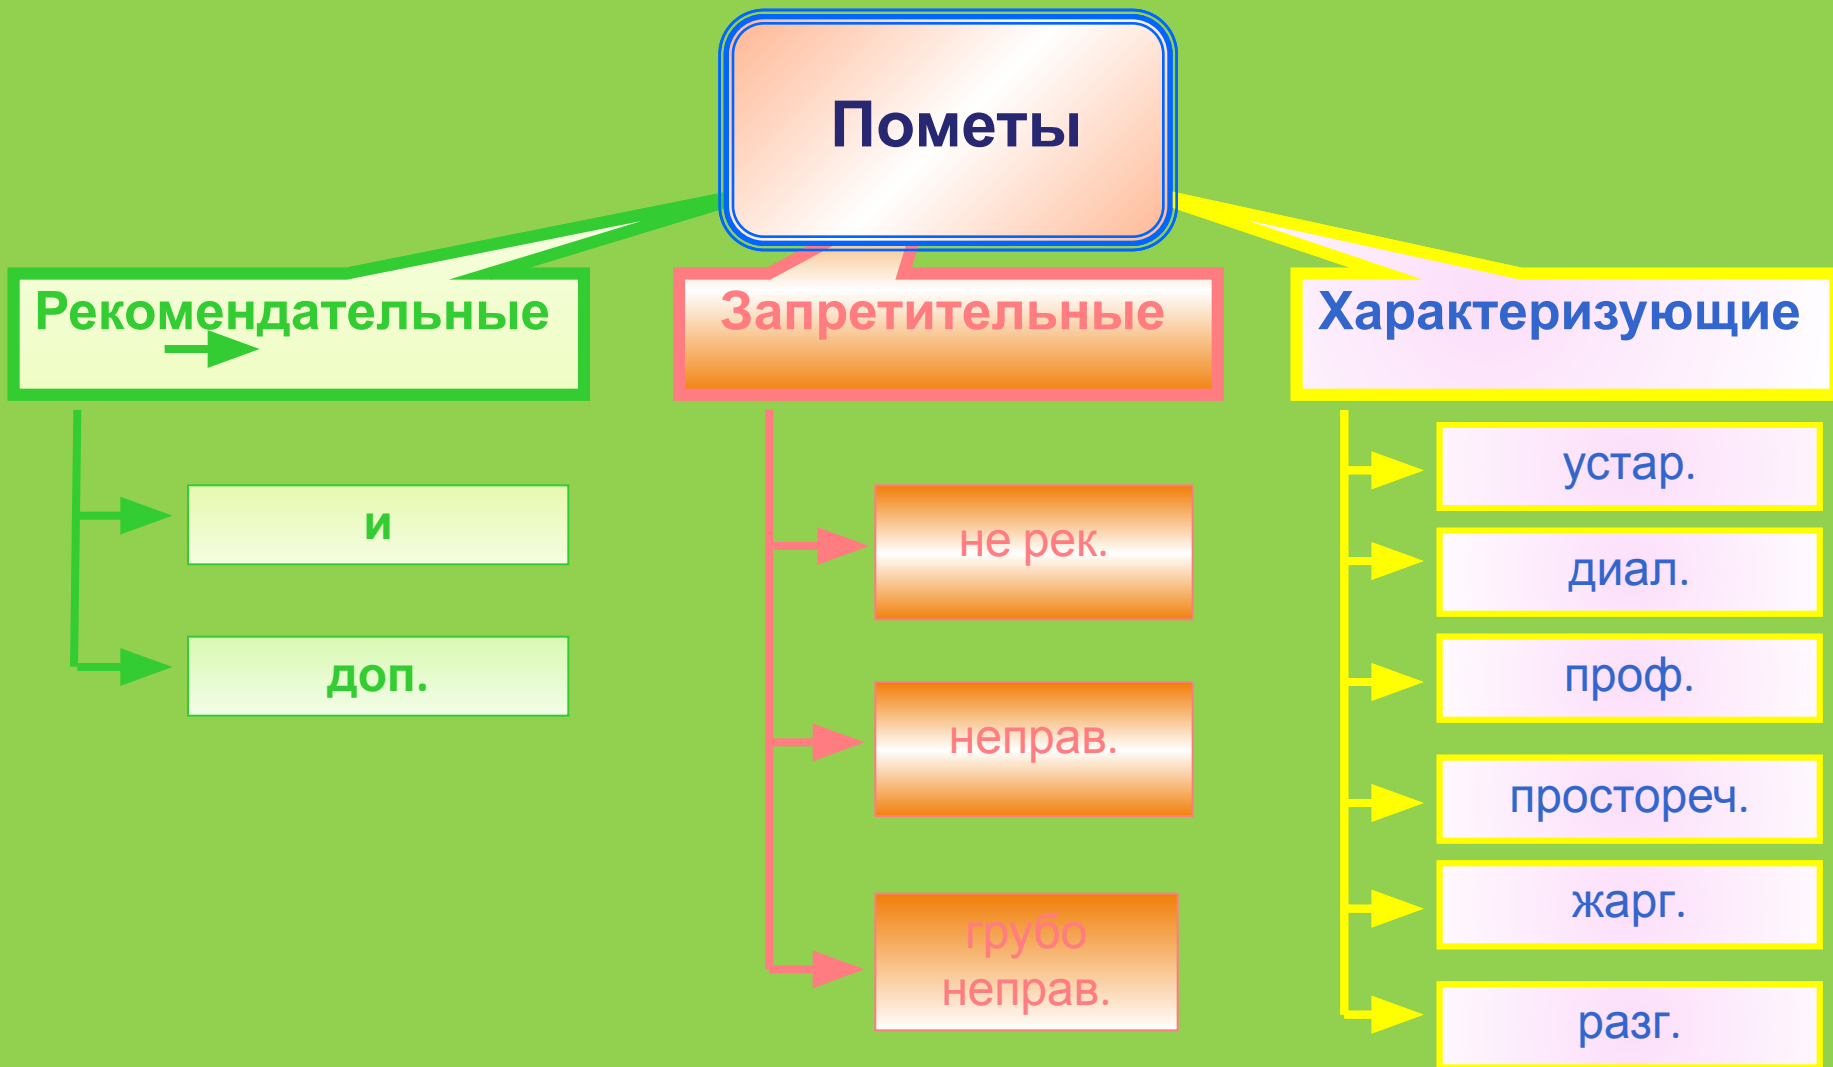 Пометы
Рекомендательные
и
доп.
Запретительные
не рек.
неправ.
грубо
неправ.
Характеризующие
устар.
диал.
проф.
простореч.
жарг.
разг.